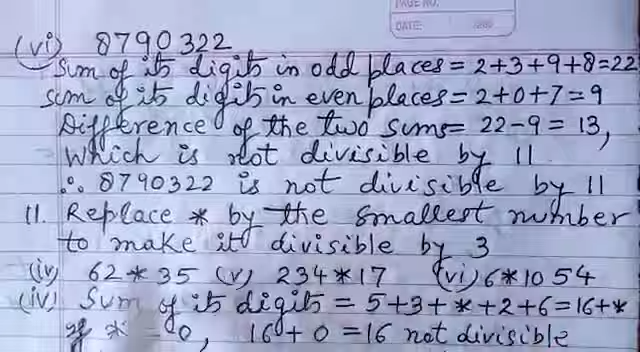 PAGE NO.
DATE:
(vi) 8790322
Sum of its digits in odd places = 2+3+9+8=22
sum of its digits in even places = 2+0+7=9
Difference of the two sums = 22-9 = 13,
which is not divisible by 11.
∴ 8790322 is not divisible by 11
11. Replace * by the smallest number
to make it divisible by 3
(iv) 62*35 (v) 234*17 (vi) 6*1054
(iv) Sum of its digits = 5+3+*+2+6=16+*
If * = 0, 16+0 =16 not divisible